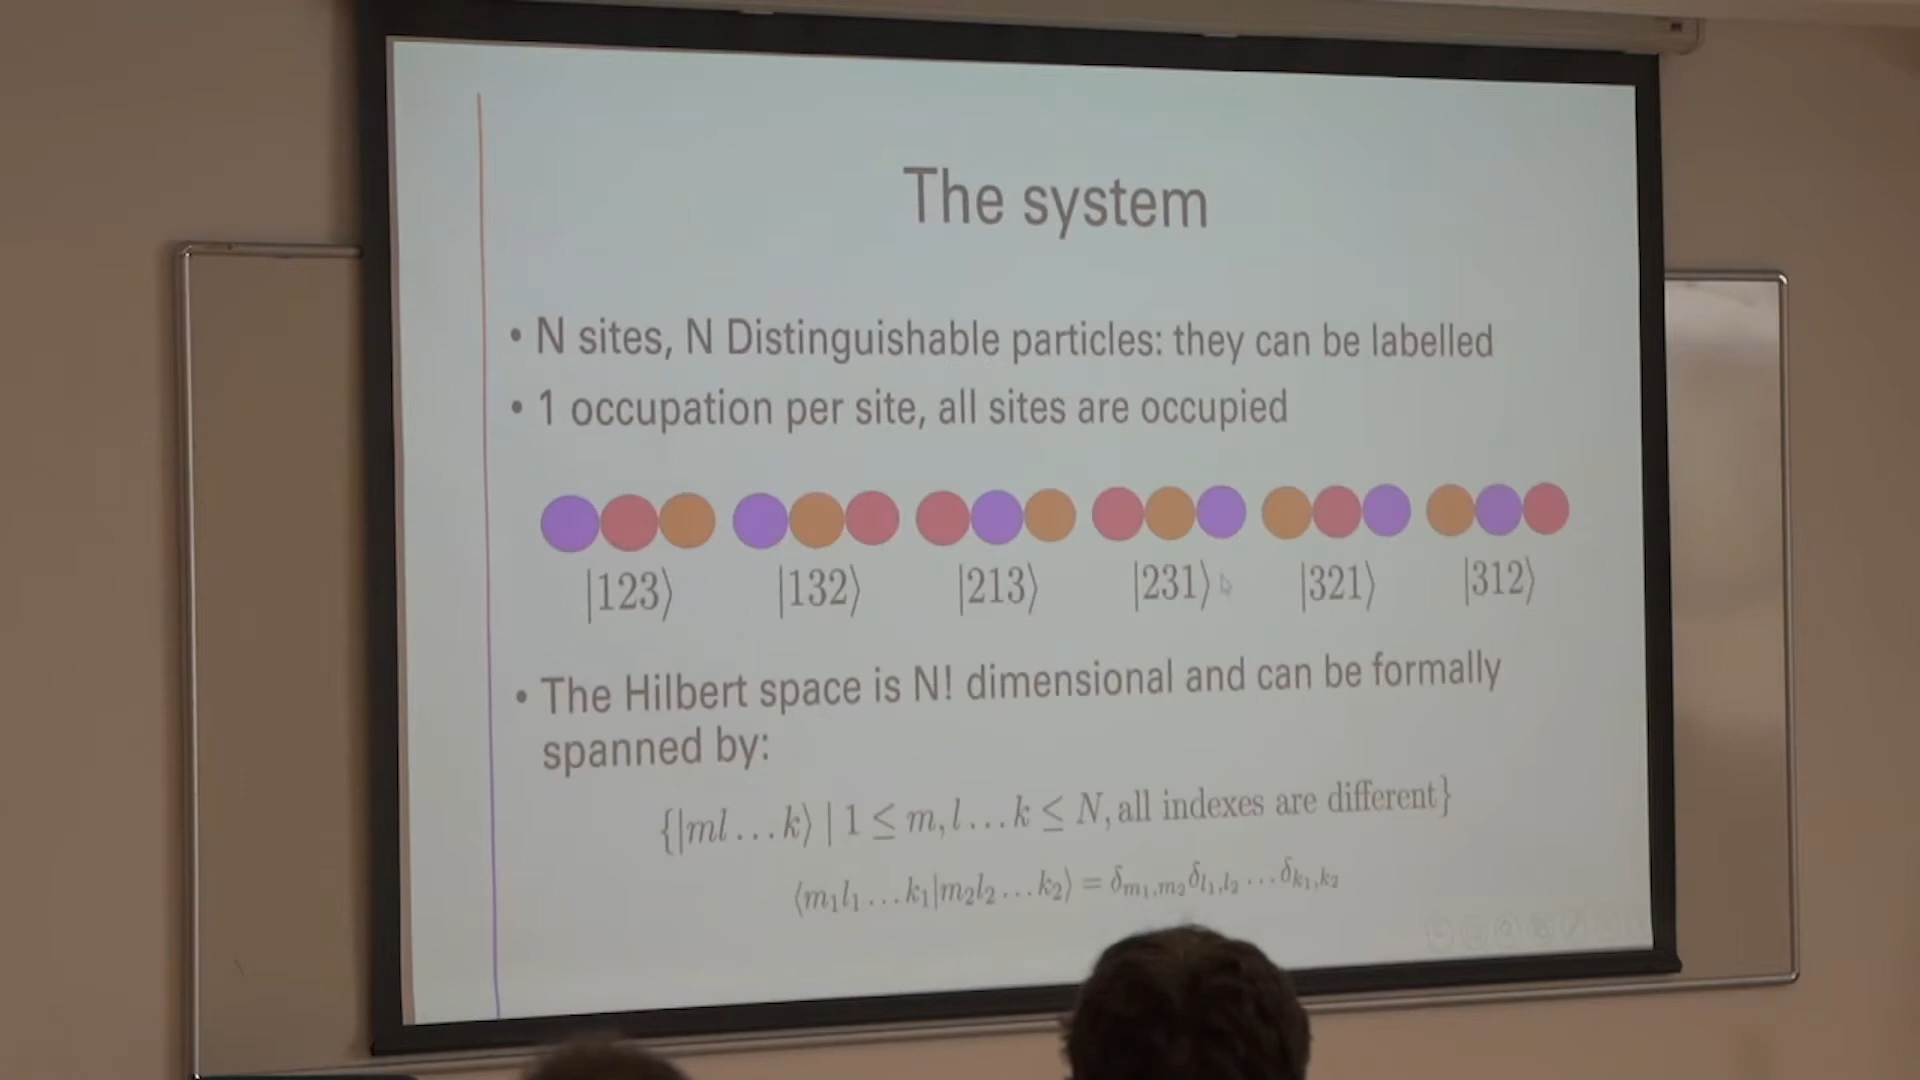 The system
• N sites, N Distinguishable particles: they can be labelled
• 1 occupation per site, all sites are occupied
|123⟩ |132⟩ |213⟩ |231⟩ |321⟩ |312⟩
• The Hilbert space is N! dimensional and can be formally
spanned by:
{|ml…k⟩ | 1 ≤ m, l…k ≤ N, all indexes are different}
⟨m₁l₁…k₁|m₂l₂…k₂⟩ = δ_{m₁,m₂}δ_{l₁,l₂}…δ_{k₁,k₂}